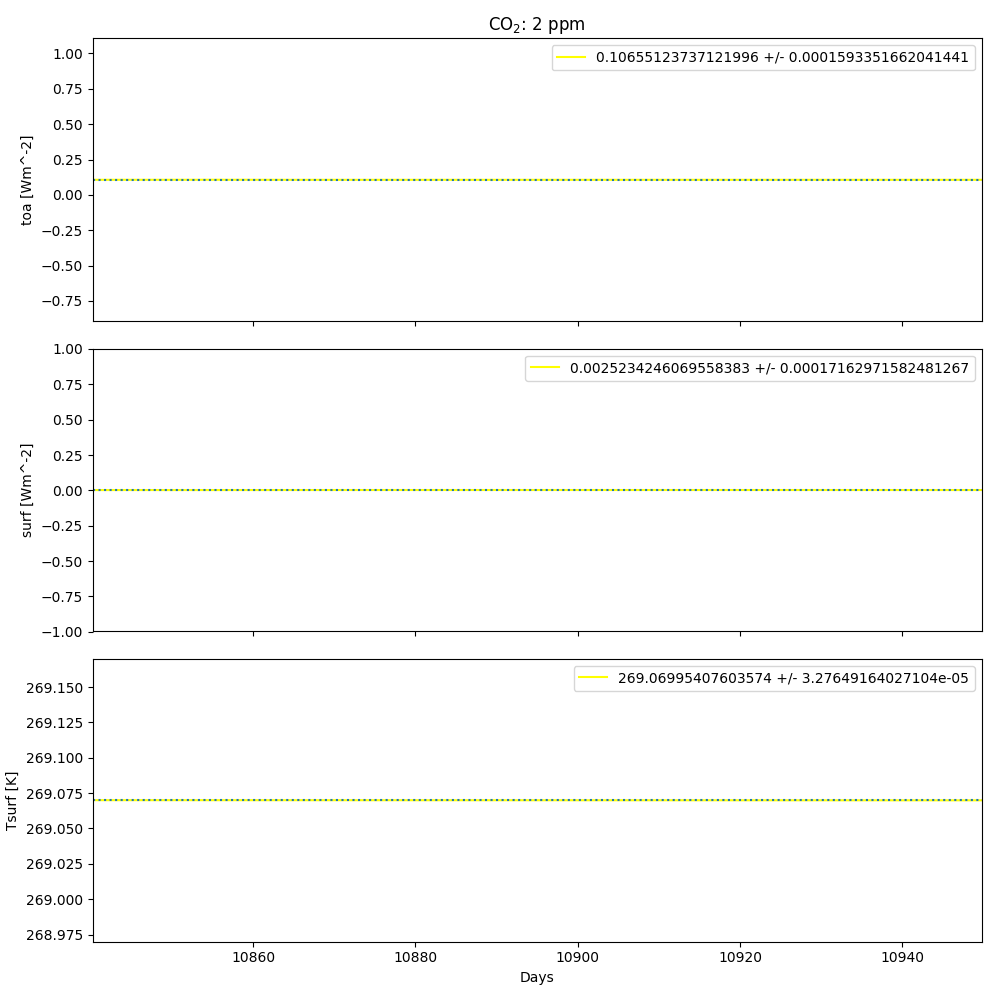 CO2: 2 ppm
toa [Wm^-2]
1.00
0.75
0.50
0.25
0.00
−0.25
−0.50
−0.75
0.10655123737121996 +/- 0.0001593351662041441
surf [Wm^-2]
1.00
0.75
0.50
0.25
0.00
−0.25
−0.50
−0.75
−1.00
0.0025234246069558383 +/- 0.00017162971582481267
Tsurf [K]
269.150
269.125
269.100
269.075
269.050
269.025
269.000
268.975
269.06995407603574 +/- 3.27649164027104e-05
10860 10880 10900 10920 10940
Days